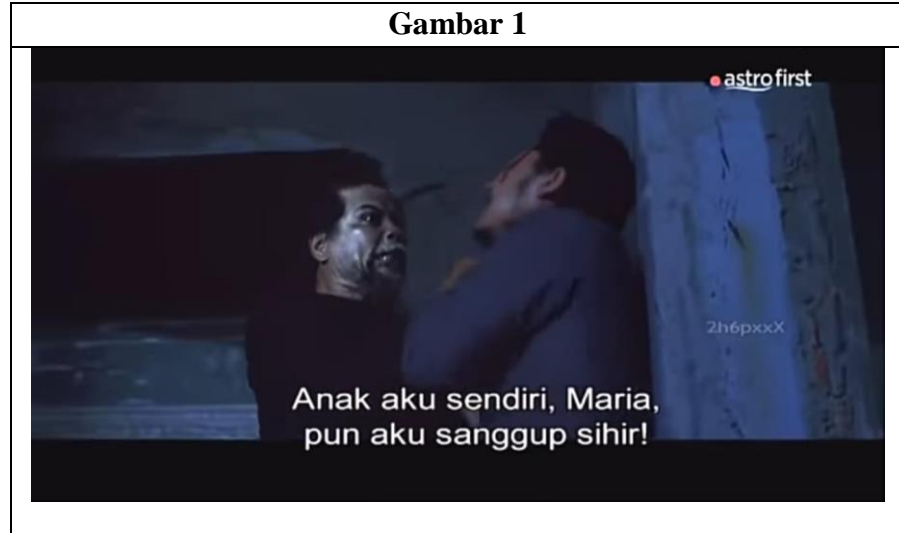 Gambar 1
astro first
2h6pxxX
Anak aku sendiri, Maria,
pun aku sanggup sihir!